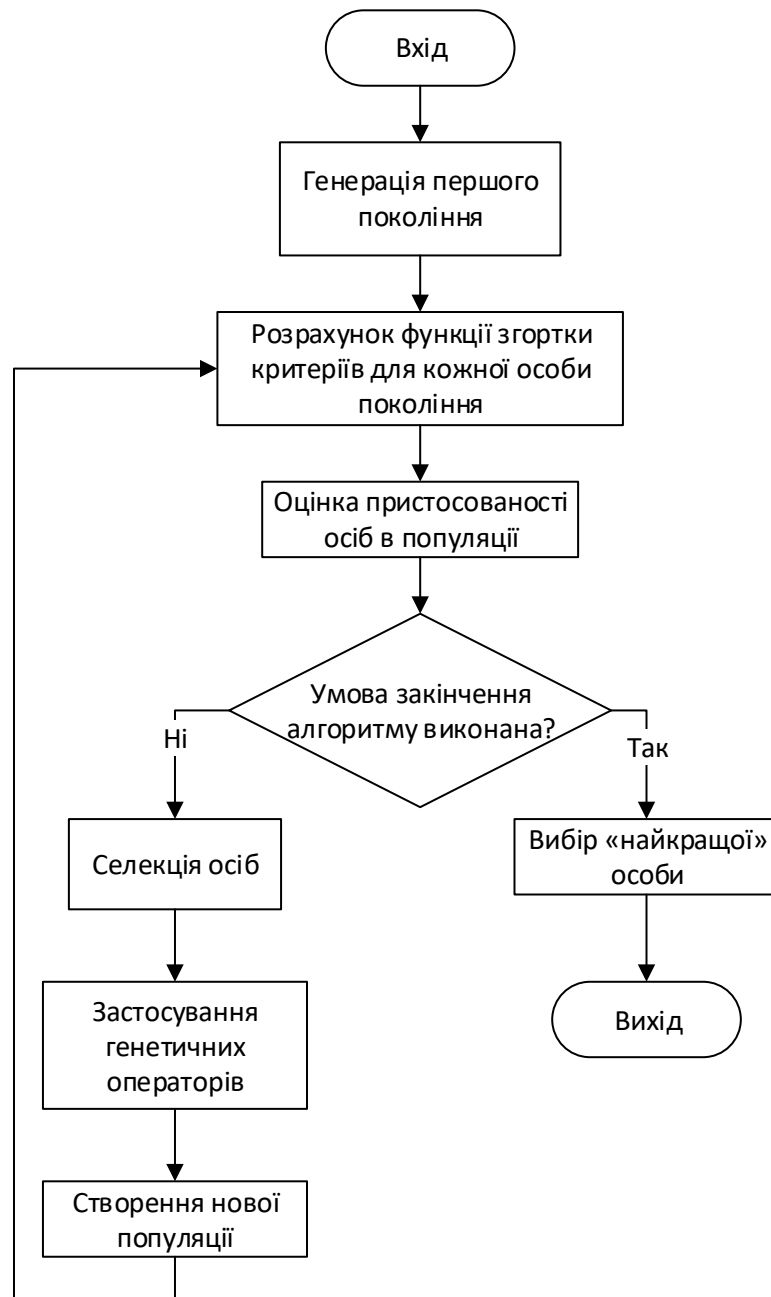 Вхід
Генерація першого
покоління
Розрахунок функції згортки
критеріїв для кожної особи
покоління
Оцінка пристосованості
осіб в популяції
Умова закінчення
алгоритму виконана?
Ні
Так
Селекція осіб
Вибір «найкращої»
особи
Застосування
генетичних
операторів
Вихід
Створення нової
популяції